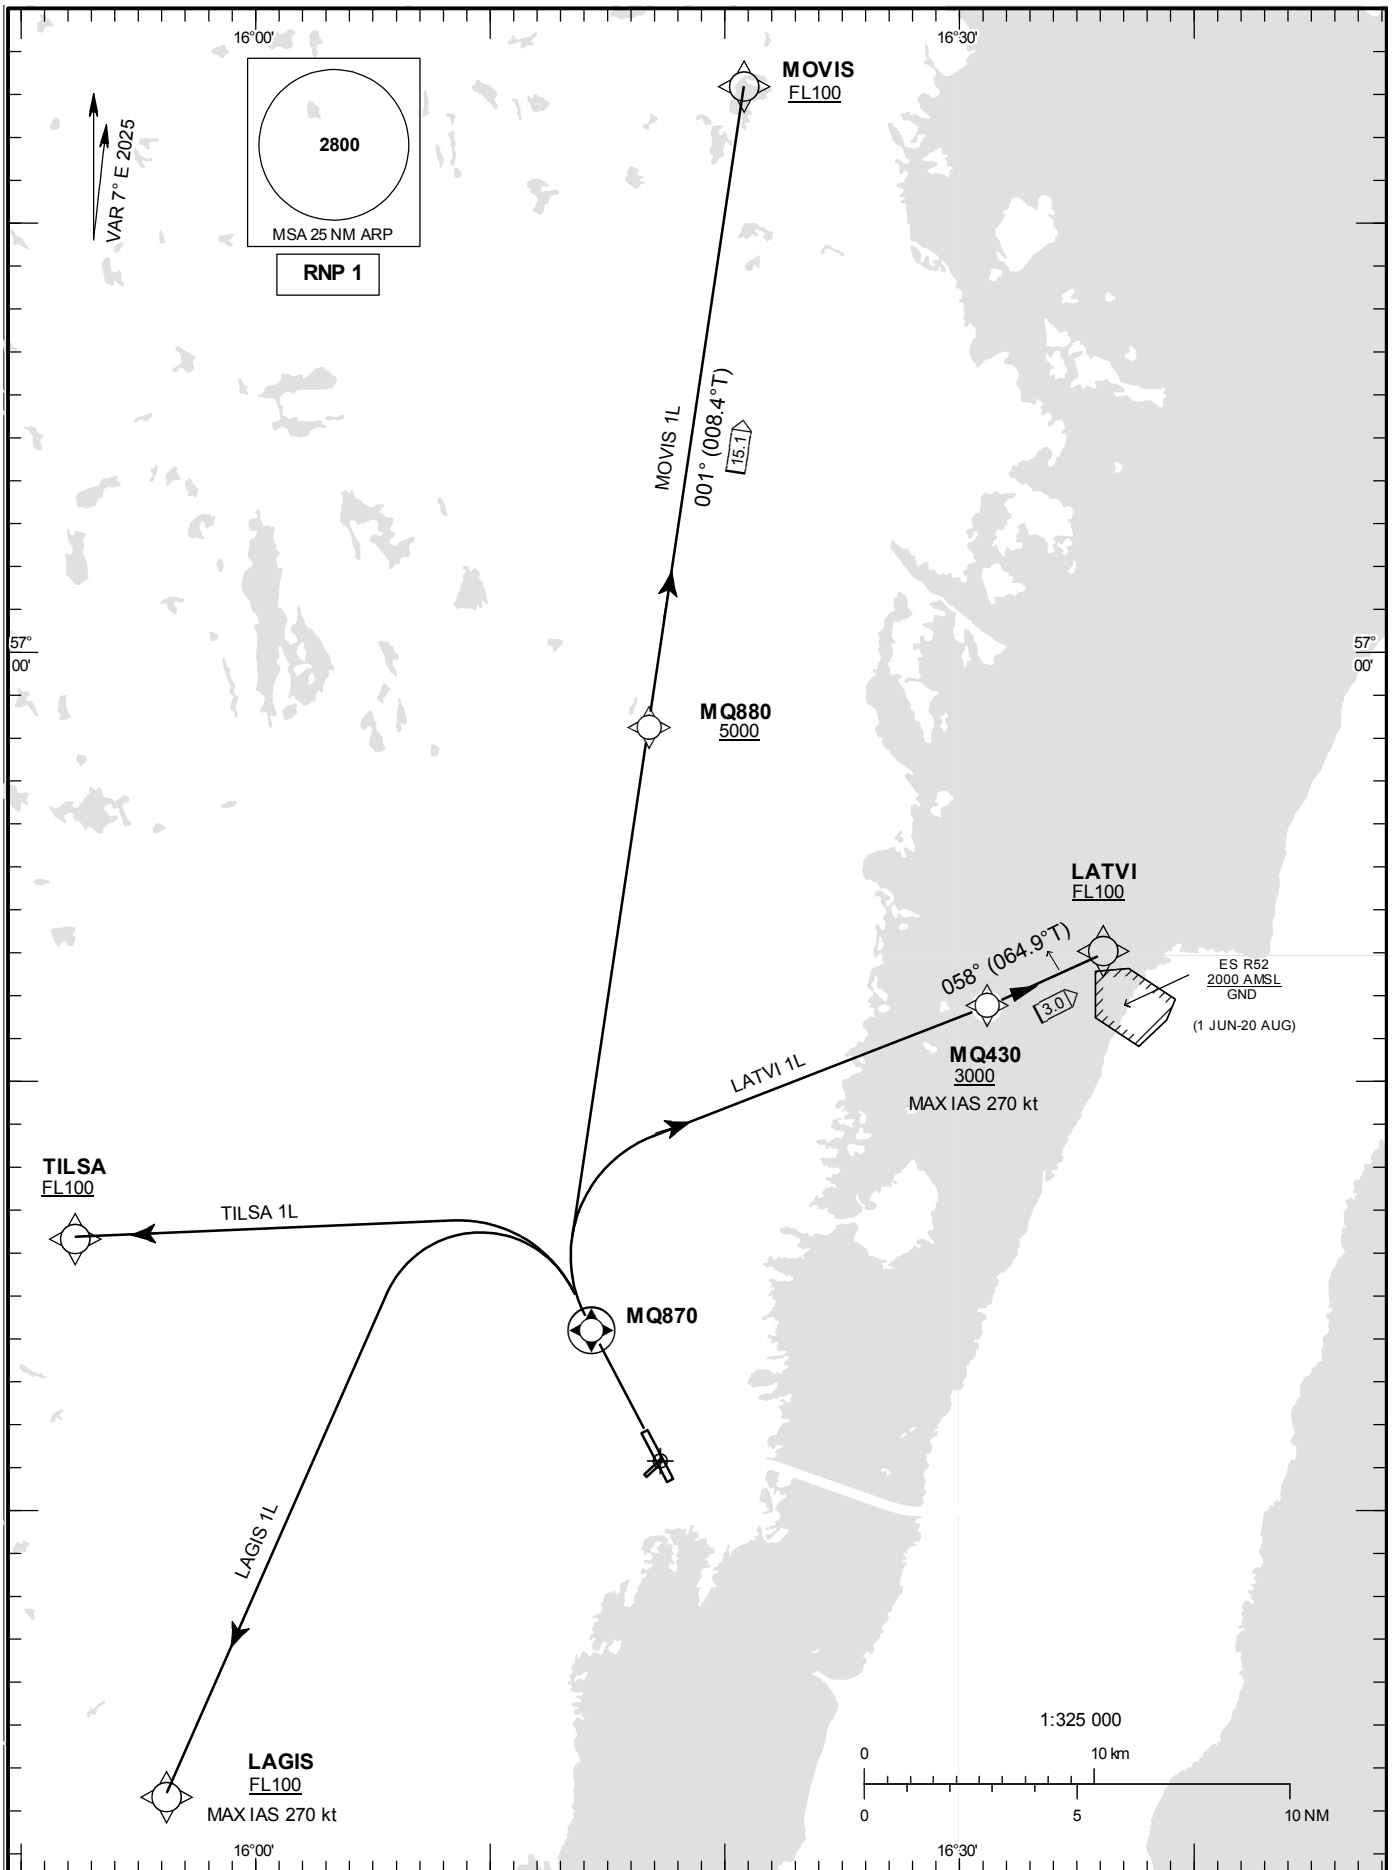 16°00'
16°30'
MOVIS
FL100
VAR 7° E 2025
2800
MSA 25 NM ARP
RNP 1
MOVIS 1L
001° (008.4°T)
15.1
57°
00'
57°
00'
MQ880
5000
LATVI
FL100
058° (064.9°T)
3.0
ES R52
2000 AMSL
GND
(1 JUN-20 AUG)
MQ430
3000
MAX IAS 270 kt
LATVI 1L
TILSA
FL100
TILSA 1L
MQ870
LAGIS 1L
LAGIS
FL100
MAX IAS 270 kt
1:325 000
0
10 km
0
5
10 NM
16°00'
16°30'